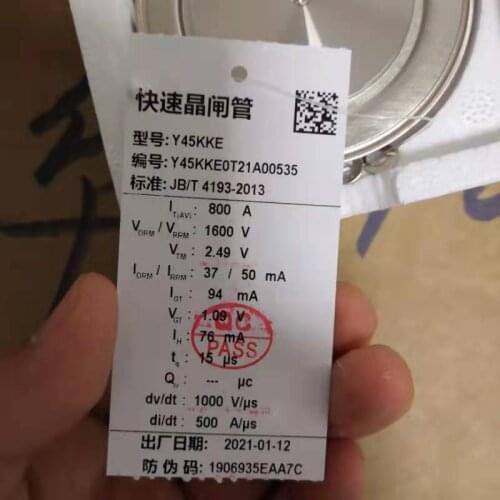 快速晶闸管
型号: Y45KKE
编号: Y45KKE0T21A00535
标准: JB/T 4193-2013
IT(AV): 800 A
VDRM / VRRM: 1600 V
VTM: 2.49 V
IDRM / IRRM: 37 / 50 mA
IGT: 94 mA
VGT: 1.09 V
IH: 76 mA
tq: 15 μs
QC
PASS
--- μc
dv/dt: 1000 V/μs
di/dt: 500 A/μs
出厂日期: 2021-01-12
防伪码: 1906935EAA7C